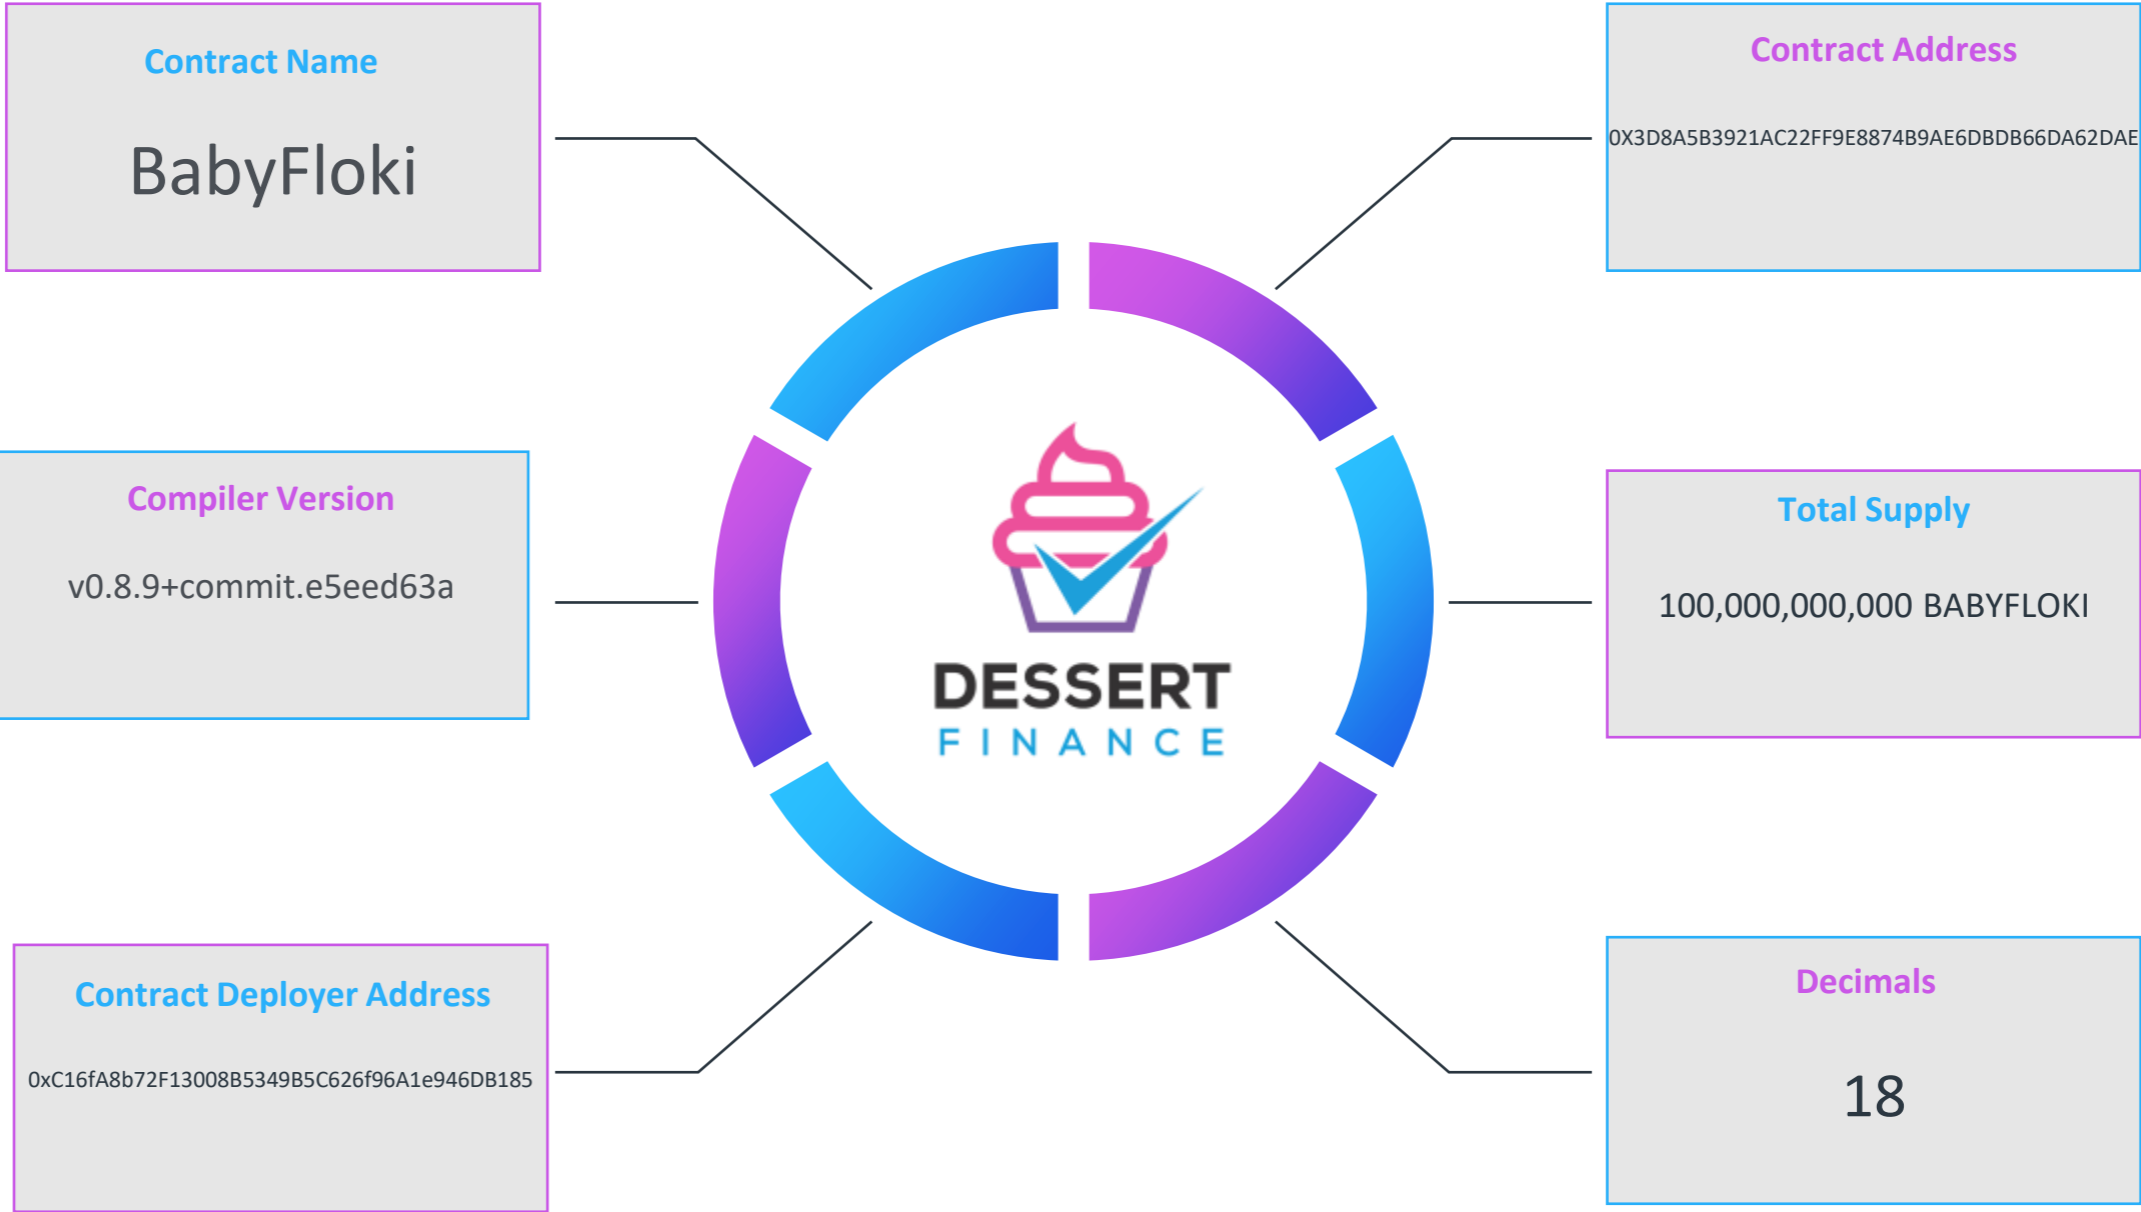 Contract Name
BabyFloki
Contract Address
0X3D8A5B3921AC22FF9E8874B9AE6DBDB66DA62DAE
Compiler Version
v0.8.9+commit.e5eed63a
DESSERT
FINANCE
Total Supply
100,000,000,000 BABYFLOKI
Contract Deployer Address
0xC16fA8b72F13008B5349B5C626f96A1e946DB185
Decimals
18